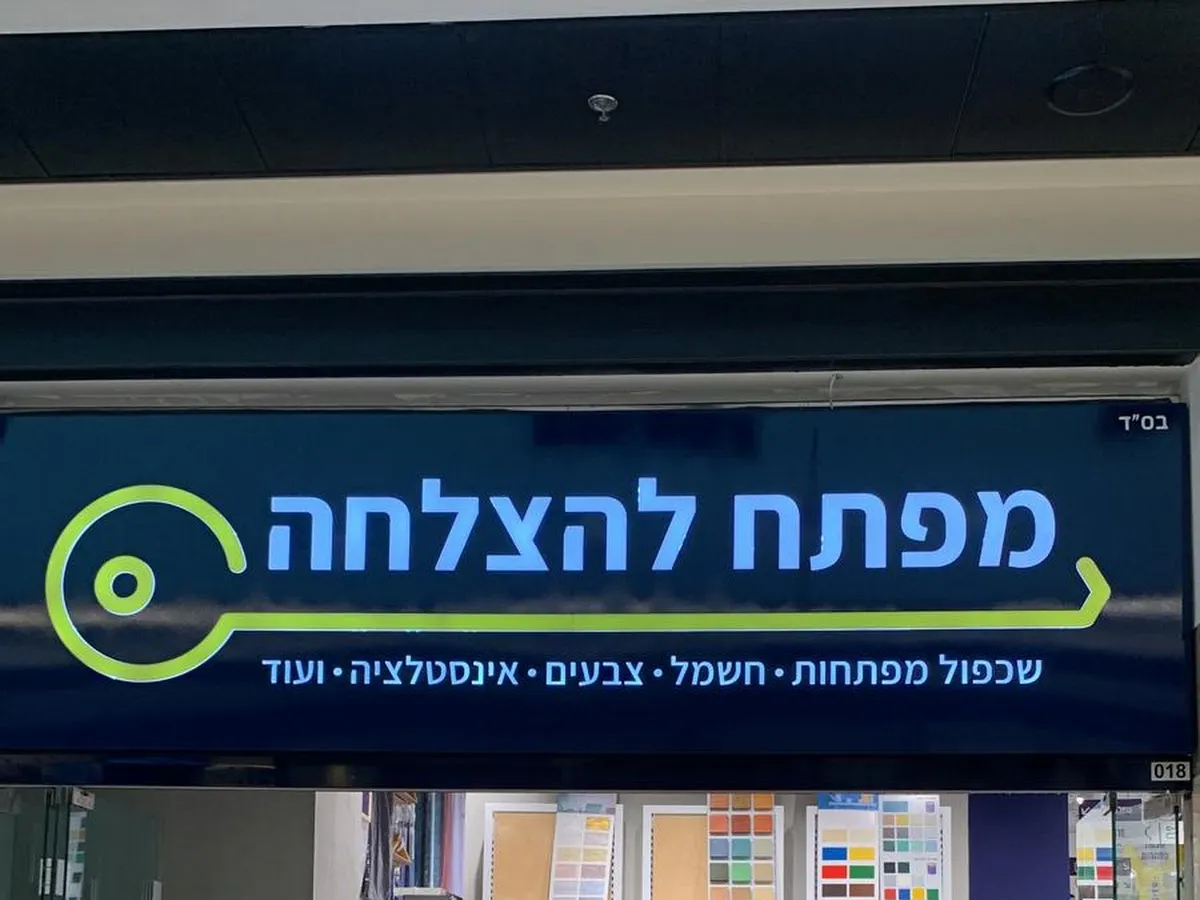 בס"ד
מפתח להצלחה
שכפול מפתחות • חשמל • צבעים • אינסטלציה • ועוד
018